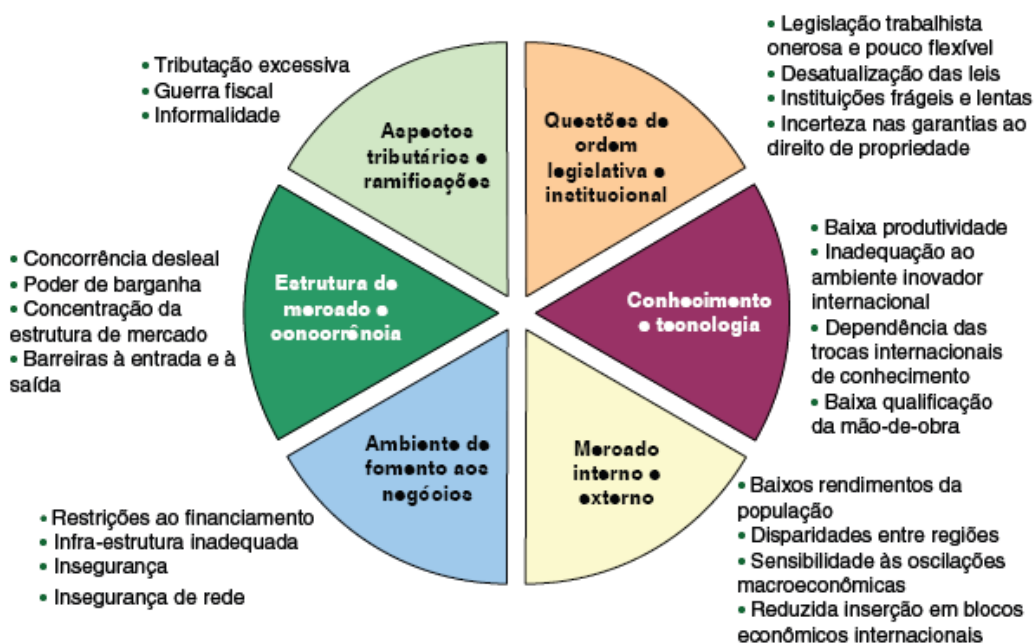 • Tributação excessiva
• Guerra fiscal
• Informalidade
Aspectos
tributários e
ramificações
Questões de
ordem
legislativa e
institucional
• Legislação trabalhista
onerosa e pouco flexível
• Desatualização das leis
• Instituições frágeis e lentas
• Incerteza nas garantias ao
direito de propriedade
• Concorrência desleal
• Poder de barganha
• Concentração da
estrutura de mercado
• Barreiras à entrada e à
saída
Estrutura de
mercado e
concorrência
Conhecimento
e tecnologia
• Baixa produtividade
• Inadequação ao
ambiente inovador
internacional
• Dependência das
trocas internacionais
de conhecimento
• Baixa qualificação
da mão-de-obra
• Restrições ao financiamento
• Infra-estrutura inadequada
• Insegurança
• Insegurança de rede
Ambiente de
fomento aos
negócios
Mercado
interno e
externo
• Baixos rendimentos da
população
• Disparidades entre regiões
• Sensibilidade às oscilações
macroeconômicas
• Reduzida inserção em blocos
econômicos internacionais